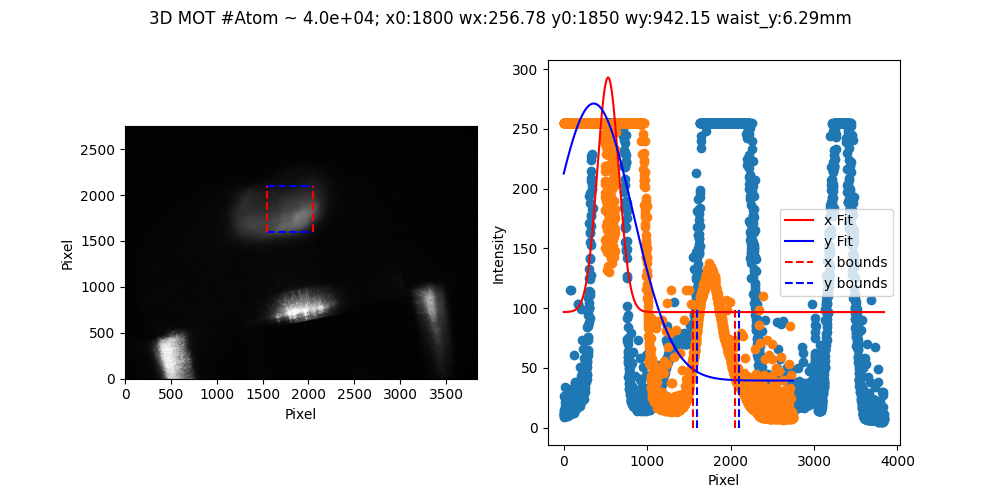 3D MOT #Atom ~ 4.0e+04; x0:1800 wx:256.78 y0:1850 wy:942.15 waist_y:6.29mm
2500
2000
1500
1000
500
0
Pixel
0 500 1000 1500 2000 2500 3000 3500
Pixel
300
250
200
150
100
50
0
Intensity
x Fit
y Fit
x bounds
y bounds
0 1000 2000 3000 4000
Pixel